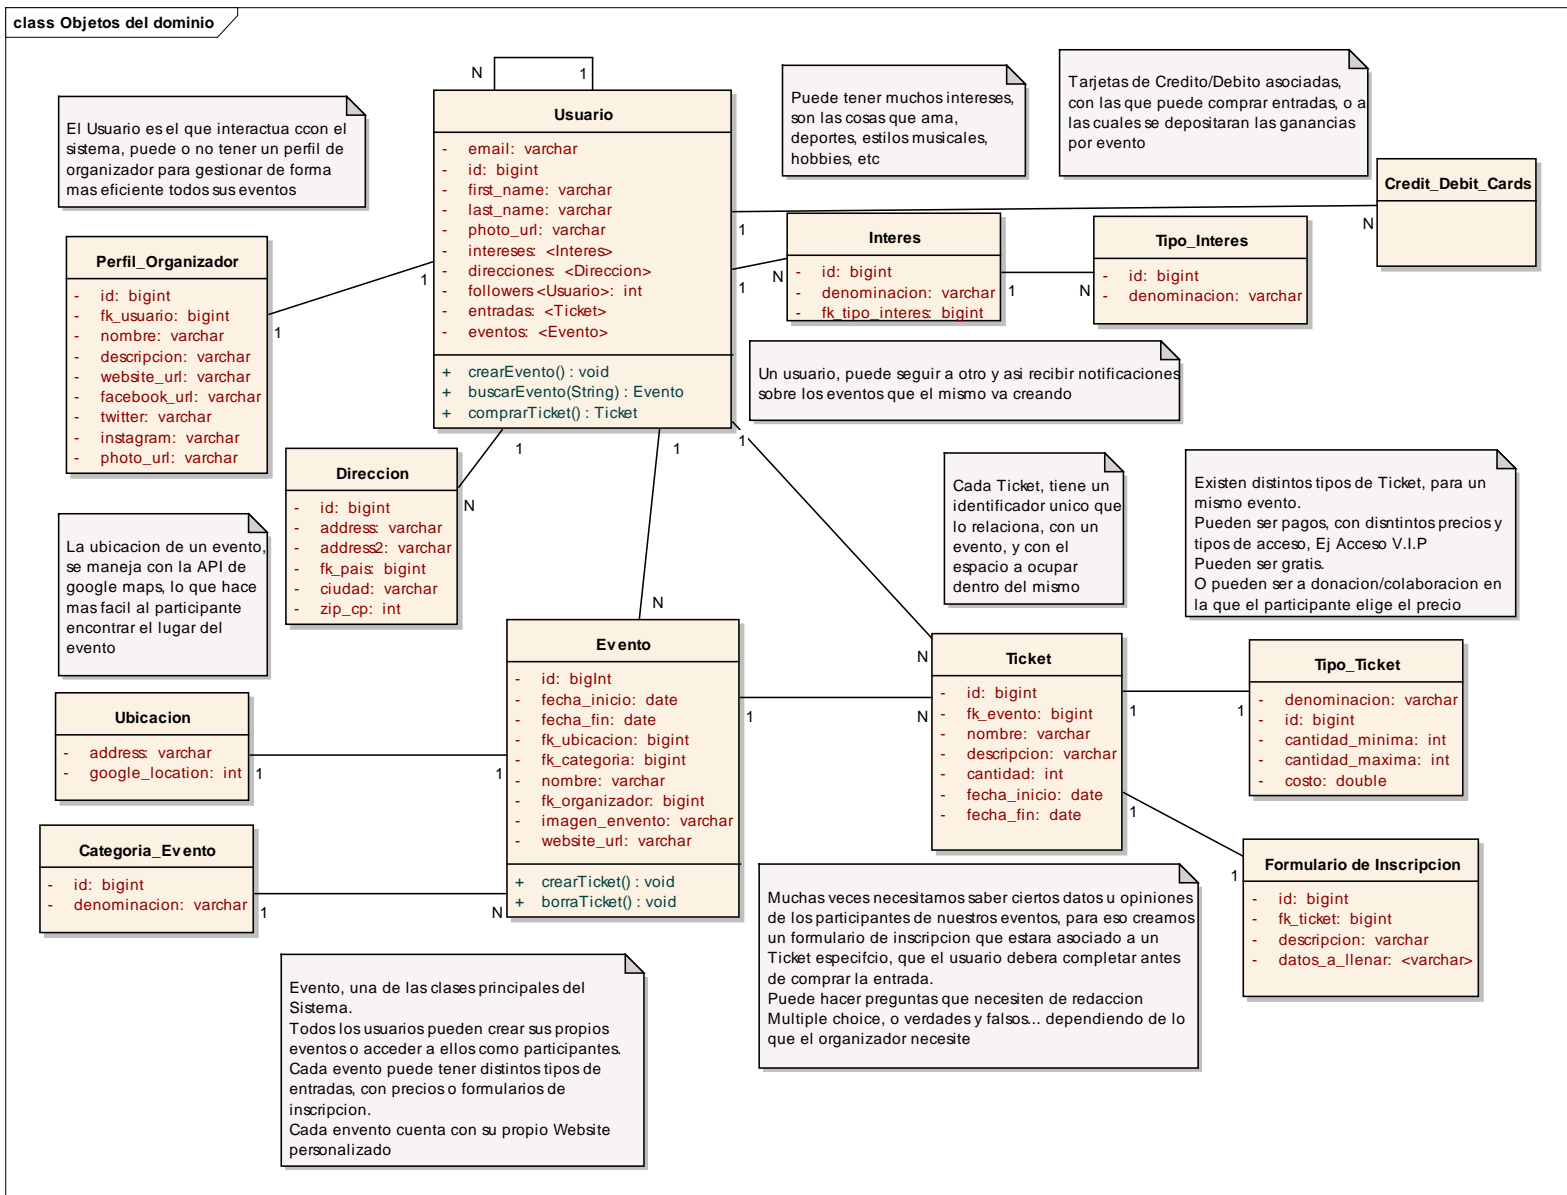 class Objetos del dominio
N
1
El Usuario es el que interactua ccon el
sistema, puede o no tener un perfil de
organizador para gestionar de forma
mas eficiente todos sus eventos
Usuario
- email: varchar
- id: bigint
- first_name: varchar
- last_name: varchar
- photo_url: varchar
- intereses: <Interes>
- direcciones: <Direccion>
- followers <Usuario>: int
- entradas: <Ticket>
- eventos: <Evento>
+ crearEvento() : void
+ buscarEvento(String) : Evento
+ comprarTicket() : Ticket
Puede tener muchos intereses,
son las cosas que ama,
deportes, estilos musicales,
hobbies, etc
Tarjetas de Credito/Debito asociadas,
con las que puede comprar entradas, o a
las cuales se depositaran las ganancias
por evento
Credit_Debit_Cards
1
N
Perfil_Organizador
- id: bigint
- fk_usuario: bigint
- nombre: varchar
- descripcion: varchar
- website_url: varchar
- facebook_url: varchar
- twitter: varchar
- instagram: varchar
- photo_url: varchar
1
1
Interes
- id: bigint
- denominacion: varchar
- fk_tipo_interes: bigint
1
N
Tipo_Interes
- id: bigint
- denominacion: varchar
1
N
Un usuario, puede seguir a otro y asi recibir notificaciones
sobre los eventos que el mismo va creando
Direccion
- id: bigint
- address: varchar
- address2: varchar
- fk_pais: bigint
- ciudad: varchar
- zip_cp: int
1
N
1
N
1
N
La ubicacion de un evento,
se maneja con la API de
google maps, lo que hace
mas facil al participante
encontrar el lugar del
evento
Cada Ticket, tiene un
identificador unico que
lo relaciona, con un
evento, y con el
espacio a ocupar
dentro del mismo
Existen distintos tipos de Ticket, para un
mismo evento.
Pueden ser pagos, con disntintos precios y
tipos de acceso, Ej Acceso V.I.P
Pueden ser gratis.
O pueden ser a donacion/colaboracion en
la que el participante elige el precio
Ubicacion
- address: varchar
- google_location: int
1
1
Evento
- id: bigInt
- fecha_inicio: date
- fecha_fin: date
- fk_ubicacion: bigint
- fk_categoria: bigint
- nombre: varchar
- fk_organizador: bigint
- imagen_envento: varchar
- website_url: varchar
+ crearTicket() : void
+ borraTicket() : void
1
N
Ticket
- id: bigint
- fk_evento: bigint
- nombre: varchar
- descripcion: varchar
- cantidad: int
- fecha_inicio: date
- fecha_fin: date
1
1
Tipo_Ticket
- denominacion: varchar
- id: bigint
- cantidad_minima: int
- cantidad_maxima: int
- costo: double
Categoria_Evento
- id: bigint
- denominacion: varchar
1
N
1
1
Formulario de Inscripcion
- id: bigint
- fk_ticket: bigint
- descripcion: varchar
- datos_a_llenar: <varchar>
Muchas veces necesitamos saber ciertos datos u opiniones
de los participantes de nuestros eventos, para eso creamos
un formulario de inscripcion que estara asociado a un
Ticket especifcio, que el usuario debera completar antes
de comprar la entrada.
Puede hacer preguntas que necesiten de redaccion
Multiple choice, o verdades y falsos... dependiendo de lo
que el organizador necesite
Evento, una de las clases principales del
Sistema.
Todos los usuarios pueden crear sus propios
eventos o acceder a ellos como participantes.
Cada evento puede tener distintos tipos de
entradas, con precios o formularios de
inscripcion.
Cada envento cuenta con su propio Website
personalizado